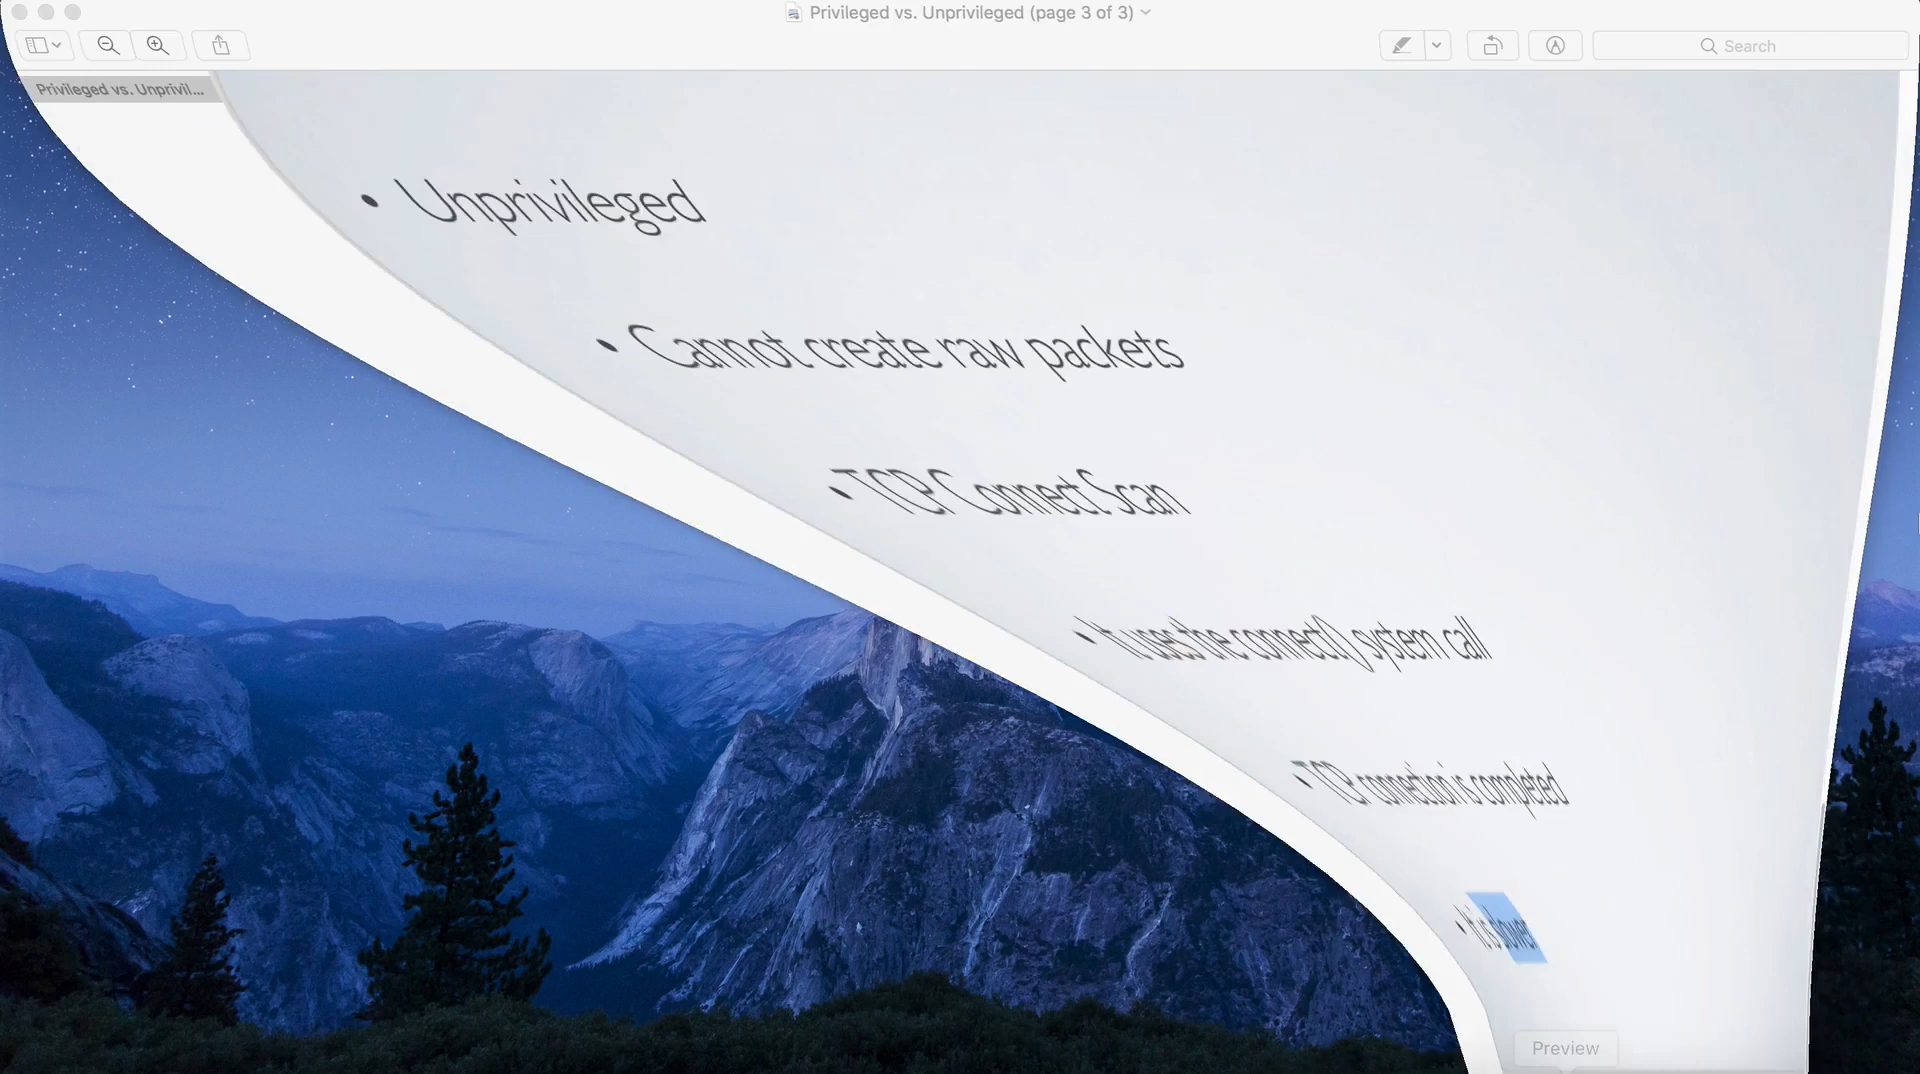 Privileged vs. Unprivileged (page 3 of 3)
Search
Privileged vs. Unprivil...
• Unprivileged
• Cannot create raw packets
• TCP Connect Scan
• It uses the connect() system call
• TCP connection is completed
• It is slower
Preview